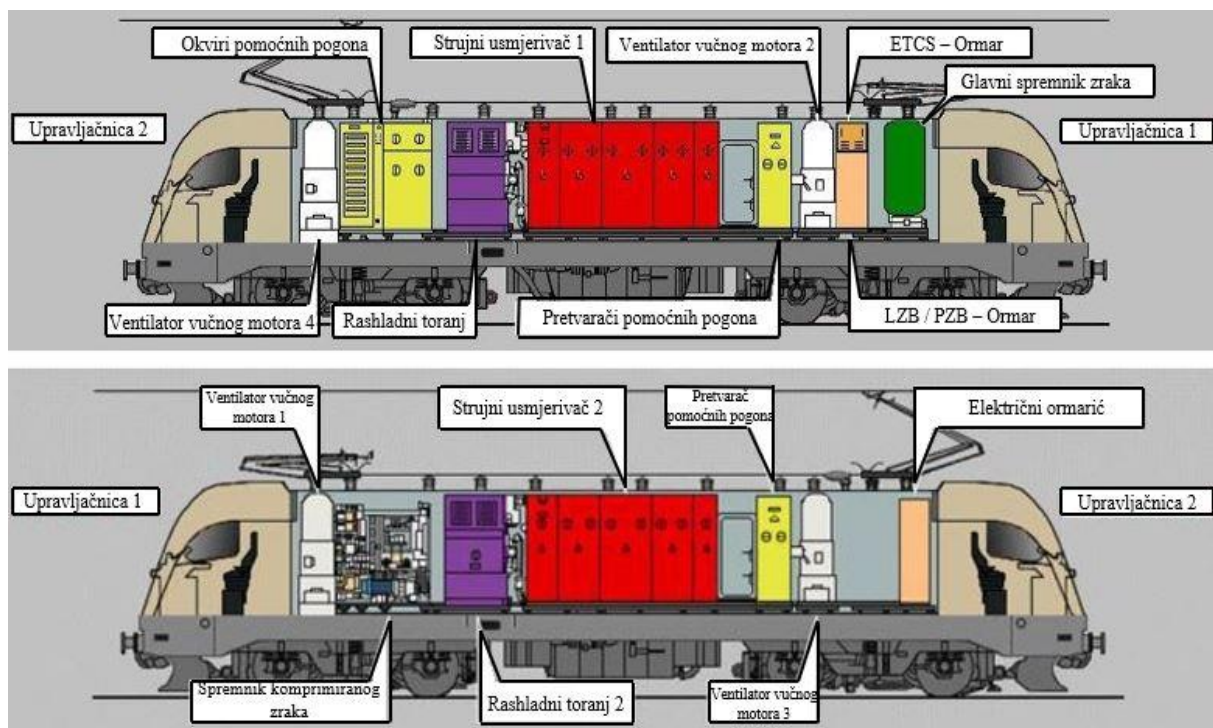 Okviri pomoćnih pogona
Strujni usmjerivač 1
Ventilator vučnog motora 2
ETCS – Ormar
Glavni spremnik zraka
Upravljačnica 2
Upravljačnica 1
Ventilator vučnog motora 4
Rashladni toranj
Pretvarači pomoćnih pogona
LZB / PZB – Ormar
Ventilator vučnog
motora 1
Strujni usmjerivač 2
Pretvarač
pomoćnih pogona
Električni ormarić
Upravljačnica 1
Upravljačnica 2
Spremnik komprimiranog
zraka
Rashladni toranj 2
Ventilator vučnog
motora 3